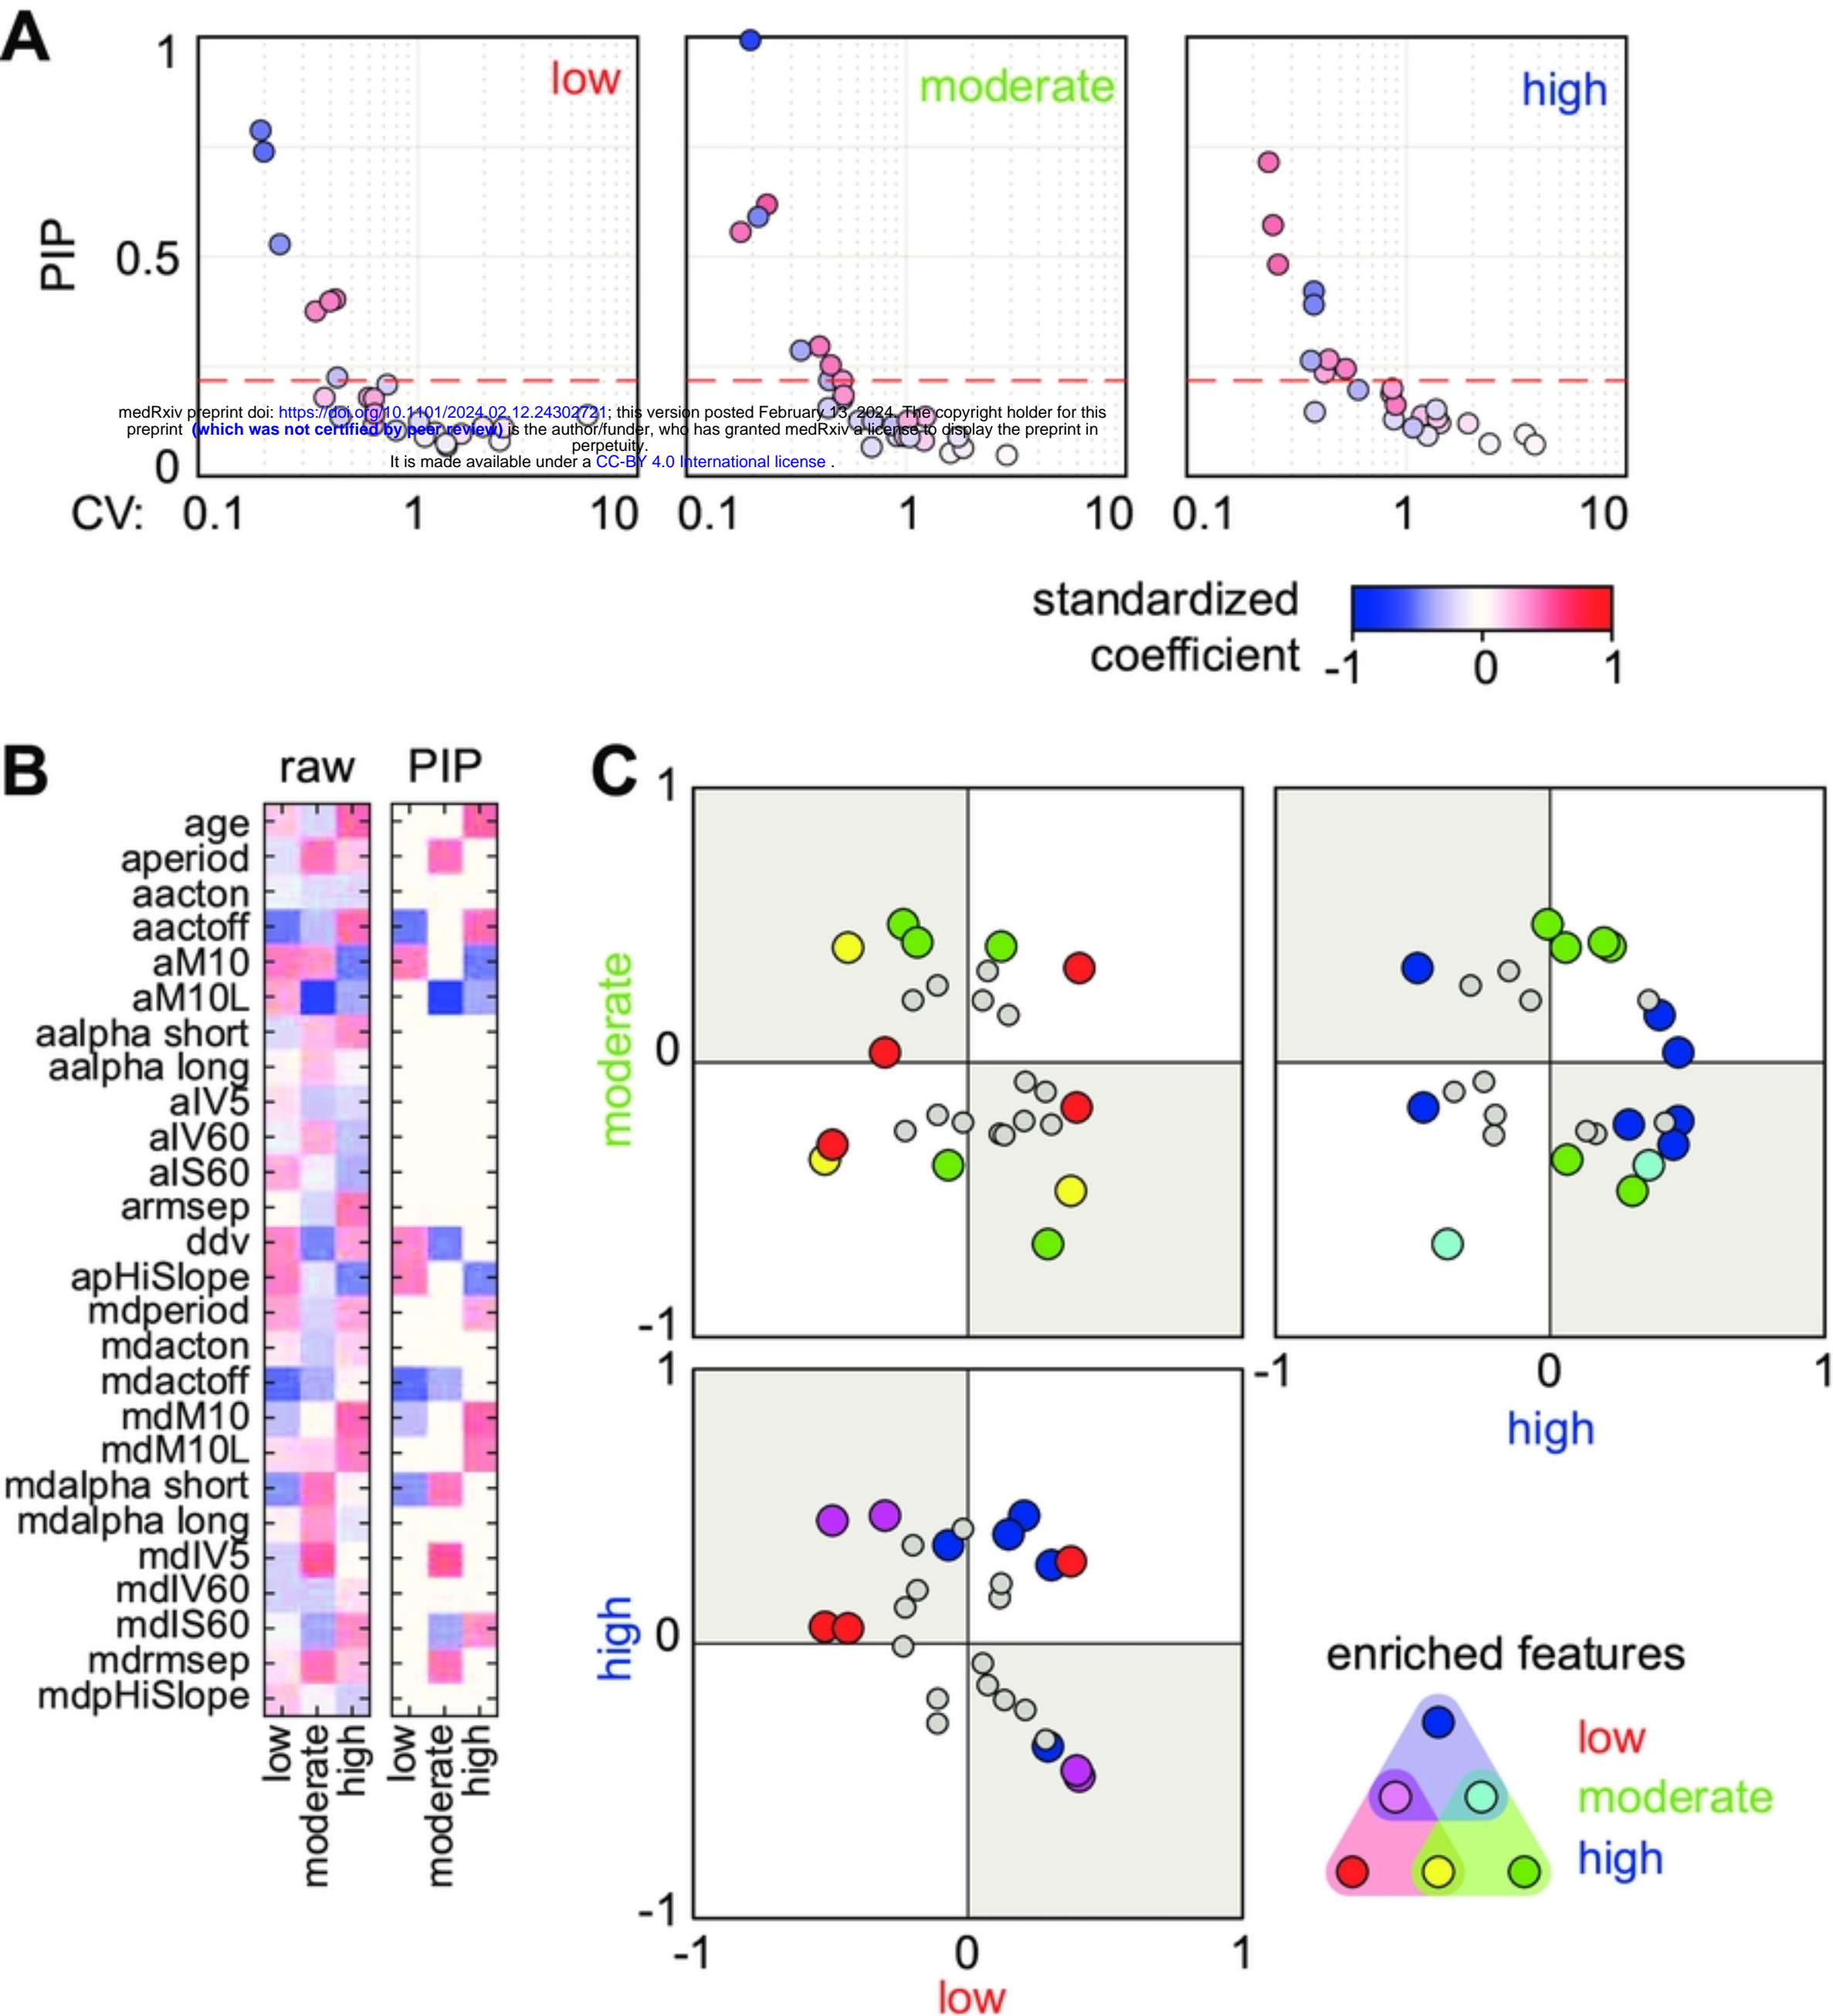 A
1
low
moderate
high
PIP
0.5
medRxiv preprint doi: https://doi.org/10.1101/2024.02.12.24302721; this version posted February 13, 2024. The copyright holder for this
preprint (which was not certified by peer review) is the author/funder, who has granted medRxiv a license to display the preprint in
perpetuity.
It is made available under a CC-BY 4.0 International license .
0
CV: 0.1 1 10 0.1 1 10 0.1 1 10
standardized
coefficient
-1 0 1
B
raw PIP
age
aperiod
aacton
aactoff
aM10
aM10L
aalpha short
aalpha long
aIV5
aIV60
aIS60
armsep
ddv
apHiSlope
mdperiod
mdacton
mdactoff
mdM10
mdM10L
mdalpha short
mdalpha long
mdIV5
mdIV60
mdIS60
mdrmsep
mdpHiSlope
low
moderate
high
low
moderate
high
C
1
moderate
0
-1
-1 0 1
high
1
high
0
-1
-1 0 1
low
enriched features
low
moderate
high